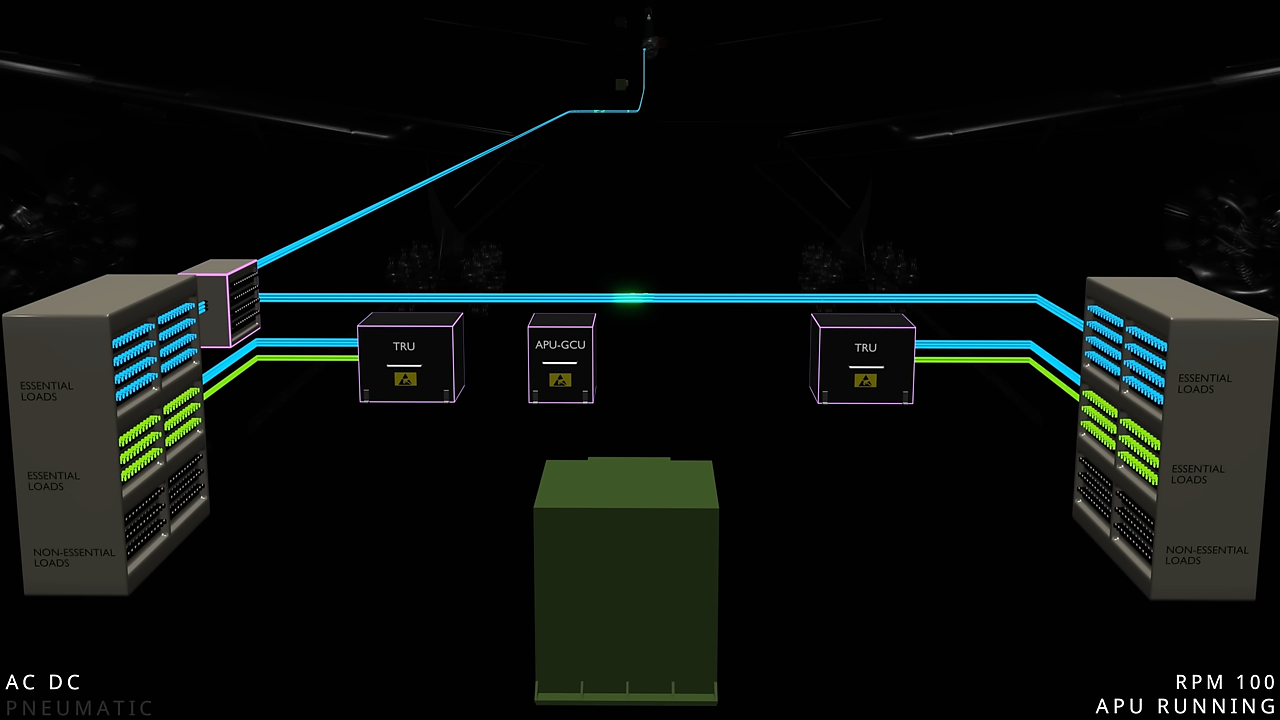 TRU
APU-GCU
TRU
ESSENTIAL
LOADS
ESSENTIAL
LOADS
ESSENTIAL
LOADS
ESSENTIAL
LOADS
NON-ESSENTIAL
LOADS
NON-ESSENTIAL
LOADS
AC DC
PNEUMATIC
RPM 100
APU RUNNING